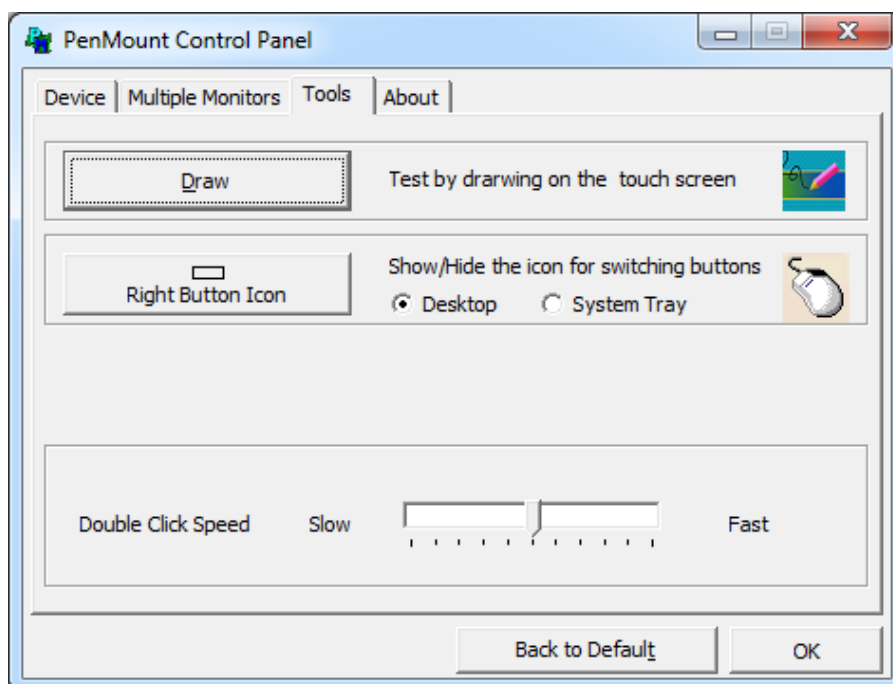 PenMount Control Panel
Device Multiple Monitors Tools About
Draw Test by drarwing on the touch screen
Show/Hide the icon for switching buttons
Right Button Icon Desktop System Tray
Double Click Speed Slow Fast
Back to Default OK